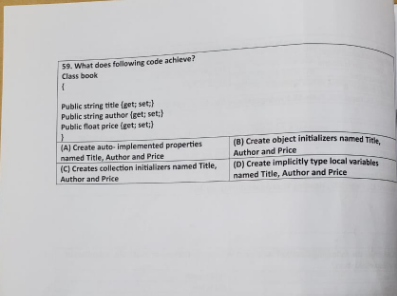 59. What does following code achieve?
Class book
{
Public string title {get; set;}
Public string author {get; set;}
Public float price {get; set;}
}
(A) Create auto- implemented properties
named Title, Author and Price
(B) Create object initializers named Title,
Author and Price
(C) Creates collection initializers named Title,
Author and Price
(D) Create implicitly type local variables
named Title, Author and Price